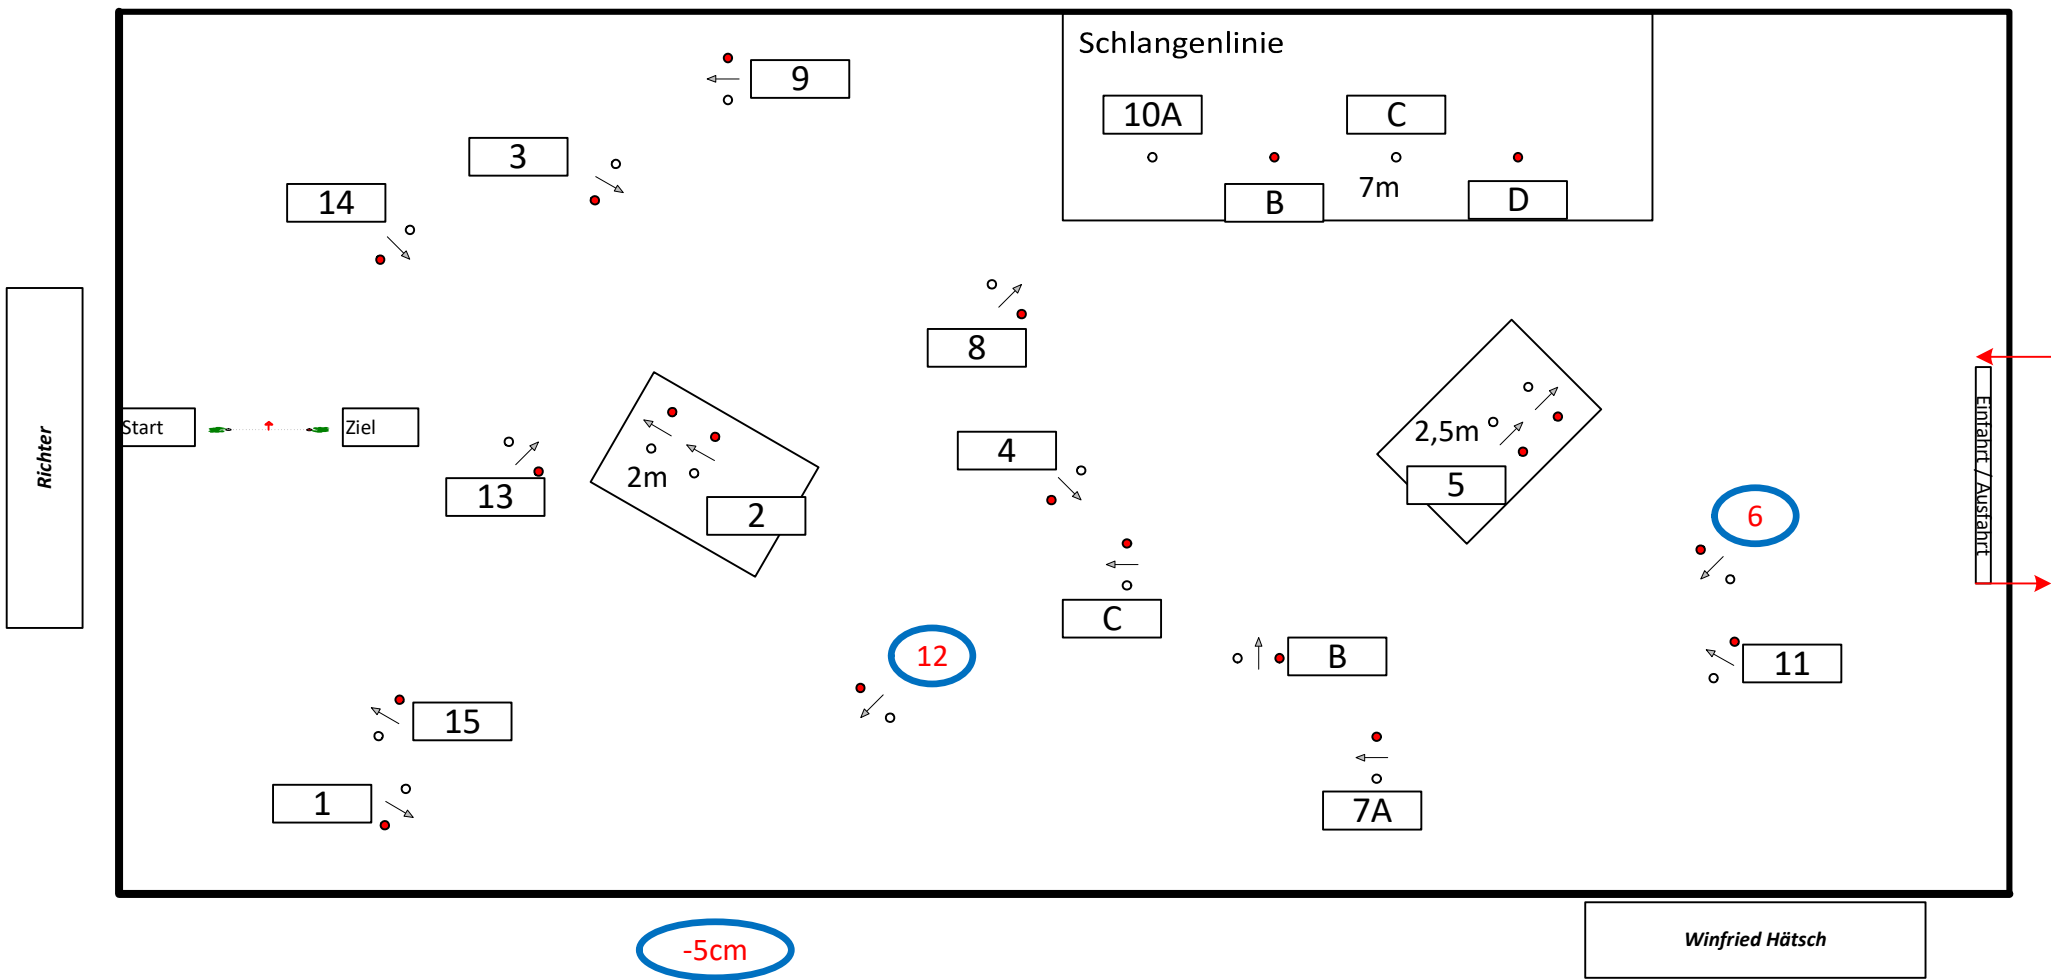 Schlangenlinie
9
10A
C
3
7m
14
B
D
8
Start
Ziel
Richter
2,5m
4
2m
13
5
2
6
Einfahrt / Ausfahrt
C
12
B
11
15
1
7A
-5cm
Winfried Hätsch